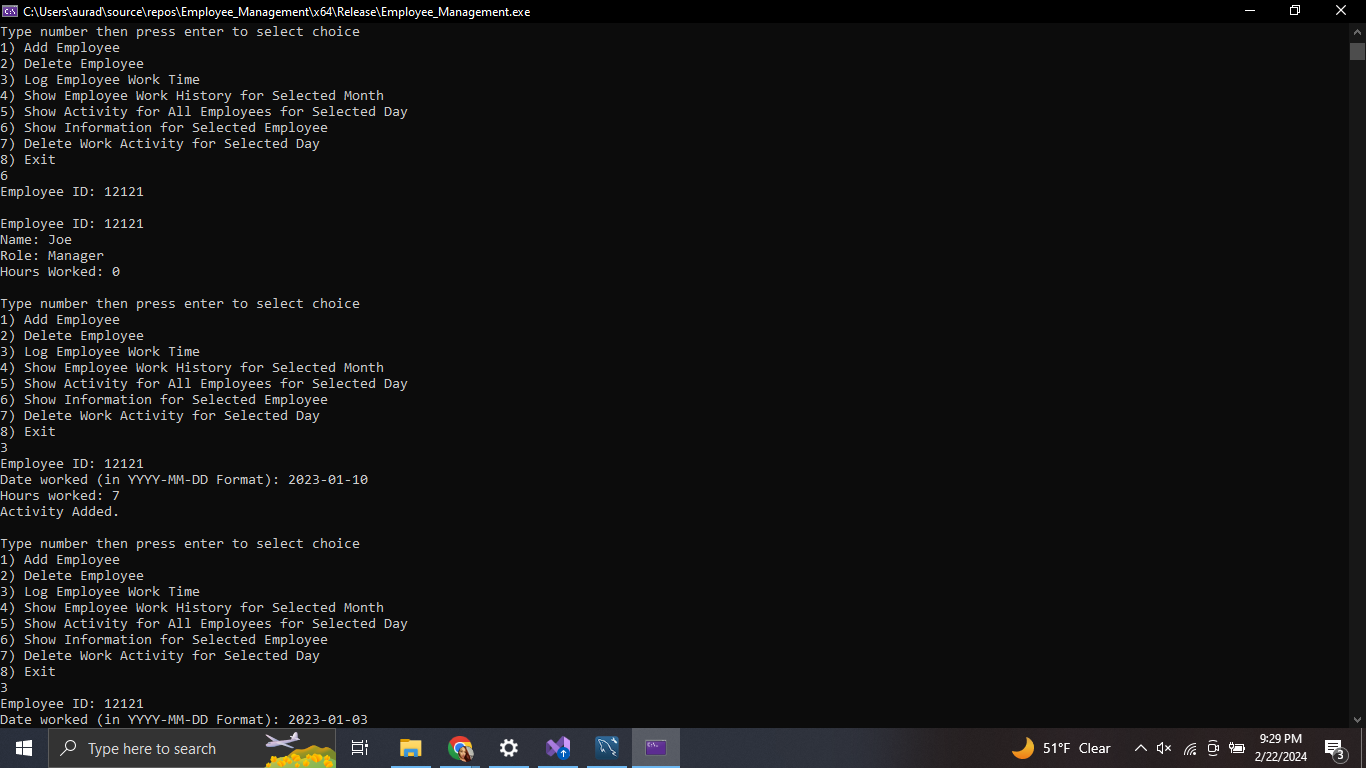 C:\Users\aurad\source\repos\Employee_Management\x64\Release\Employee_Management.exe
Type number then press enter to select choice
1) Add Employee
2) Delete Employee
3) Log Employee Work Time
4) Show Employee Work History for Selected Month
5) Show Activity for All Employees for Selected Day
6) Show Information for Selected Employee
7) Delete Work Activity for Selected Day
8) Exit
6
Employee ID: 12121
Employee ID: 12121
Name: Joe
Role: Manager
Hours Worked: 0
Type number then press enter to select choice
1) Add Employee
2) Delete Employee
3) Log Employee Work Time
4) Show Employee Work History for Selected Month
5) Show Activity for All Employees for Selected Day
6) Show Information for Selected Employee
7) Delete Work Activity for Selected Day
8) Exit
3
Employee ID: 12121
Date worked (in YYYY-MM-DD Format): 2023-01-10
Hours worked: 7
Activity Added.
Type number then press enter to select choice
1) Add Employee
2) Delete Employee
3) Log Employee Work Time
4) Show Employee Work History for Selected Month
5) Show Activity for All Employees for Selected Day
6) Show Information for Selected Employee
7) Delete Work Activity for Selected Day
8) Exit
3
Employee ID: 12121
Date worked (in YYYY-MM-DD Format): 2023-01-03
Type here to search
51°F Clear
9:29 PM
2/22/2024
3